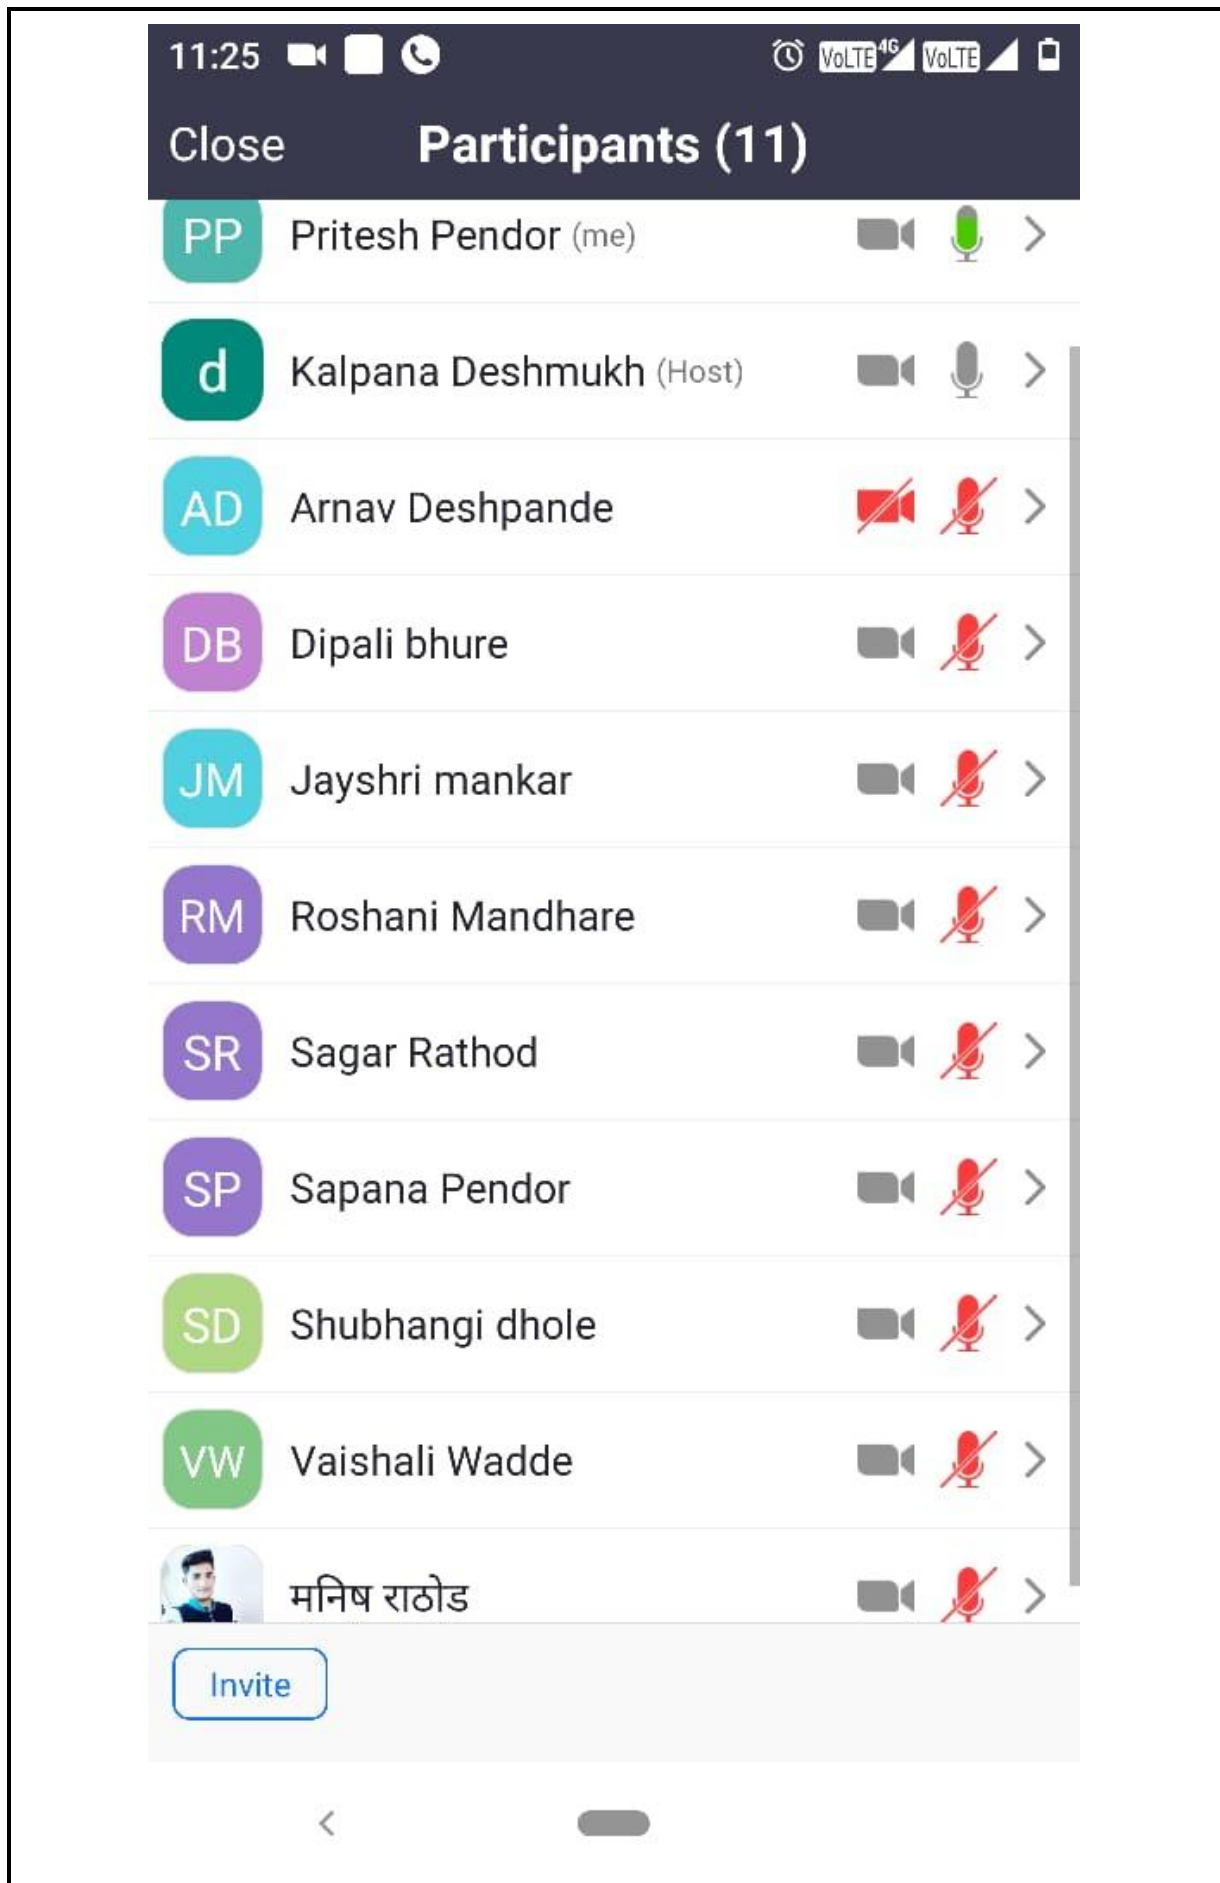 11:25 VoLTE 4G VoLTE
Close Participants (11)
PP Pritesh Pendor (me)
d Kalpana Deshmukh (Host)
AD Arnav Deshpande
DB Dipali bhure
JM Jayshri mankar
RM Roshani Mandhare
SR Sagar Rathod
SP Sapana Pendor
SD Shubhangi dhole
VW Vaishali Wadde
मनिष राठोड
Invite